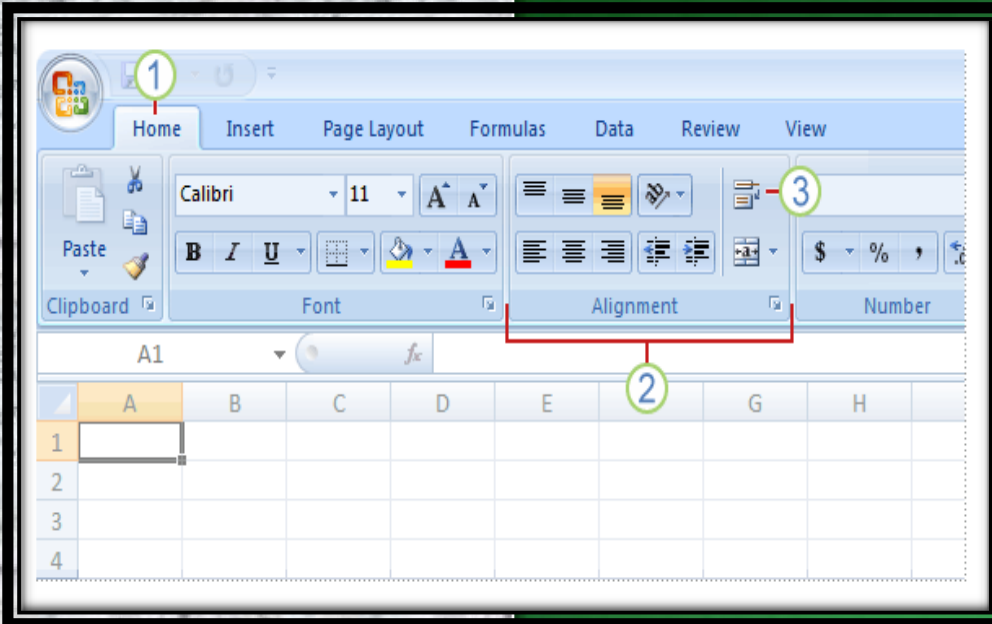 1
Home Insert Page Layout Formulas Data Review View
Calibri 11 A A 3
Paste B I U A $ % ,
Clipboard Font Alignment Number
A1 fx
2
A B C D E G H
1
2
3
4